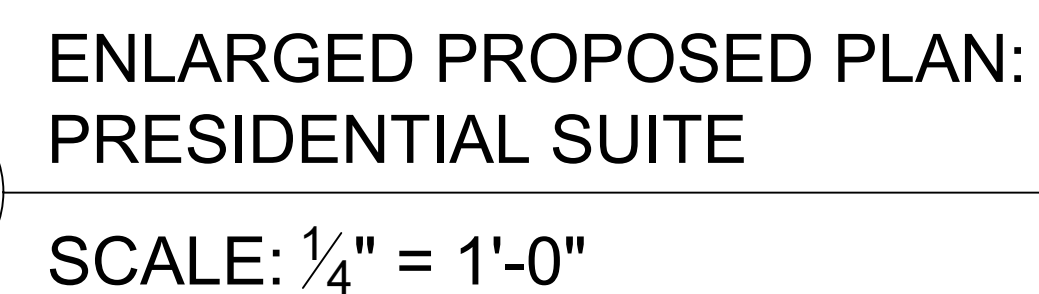 ENLARGED PROPOSED PLAN:
PRESIDENTIAL SUITE
SCALE: 1/4" = 1'-0"